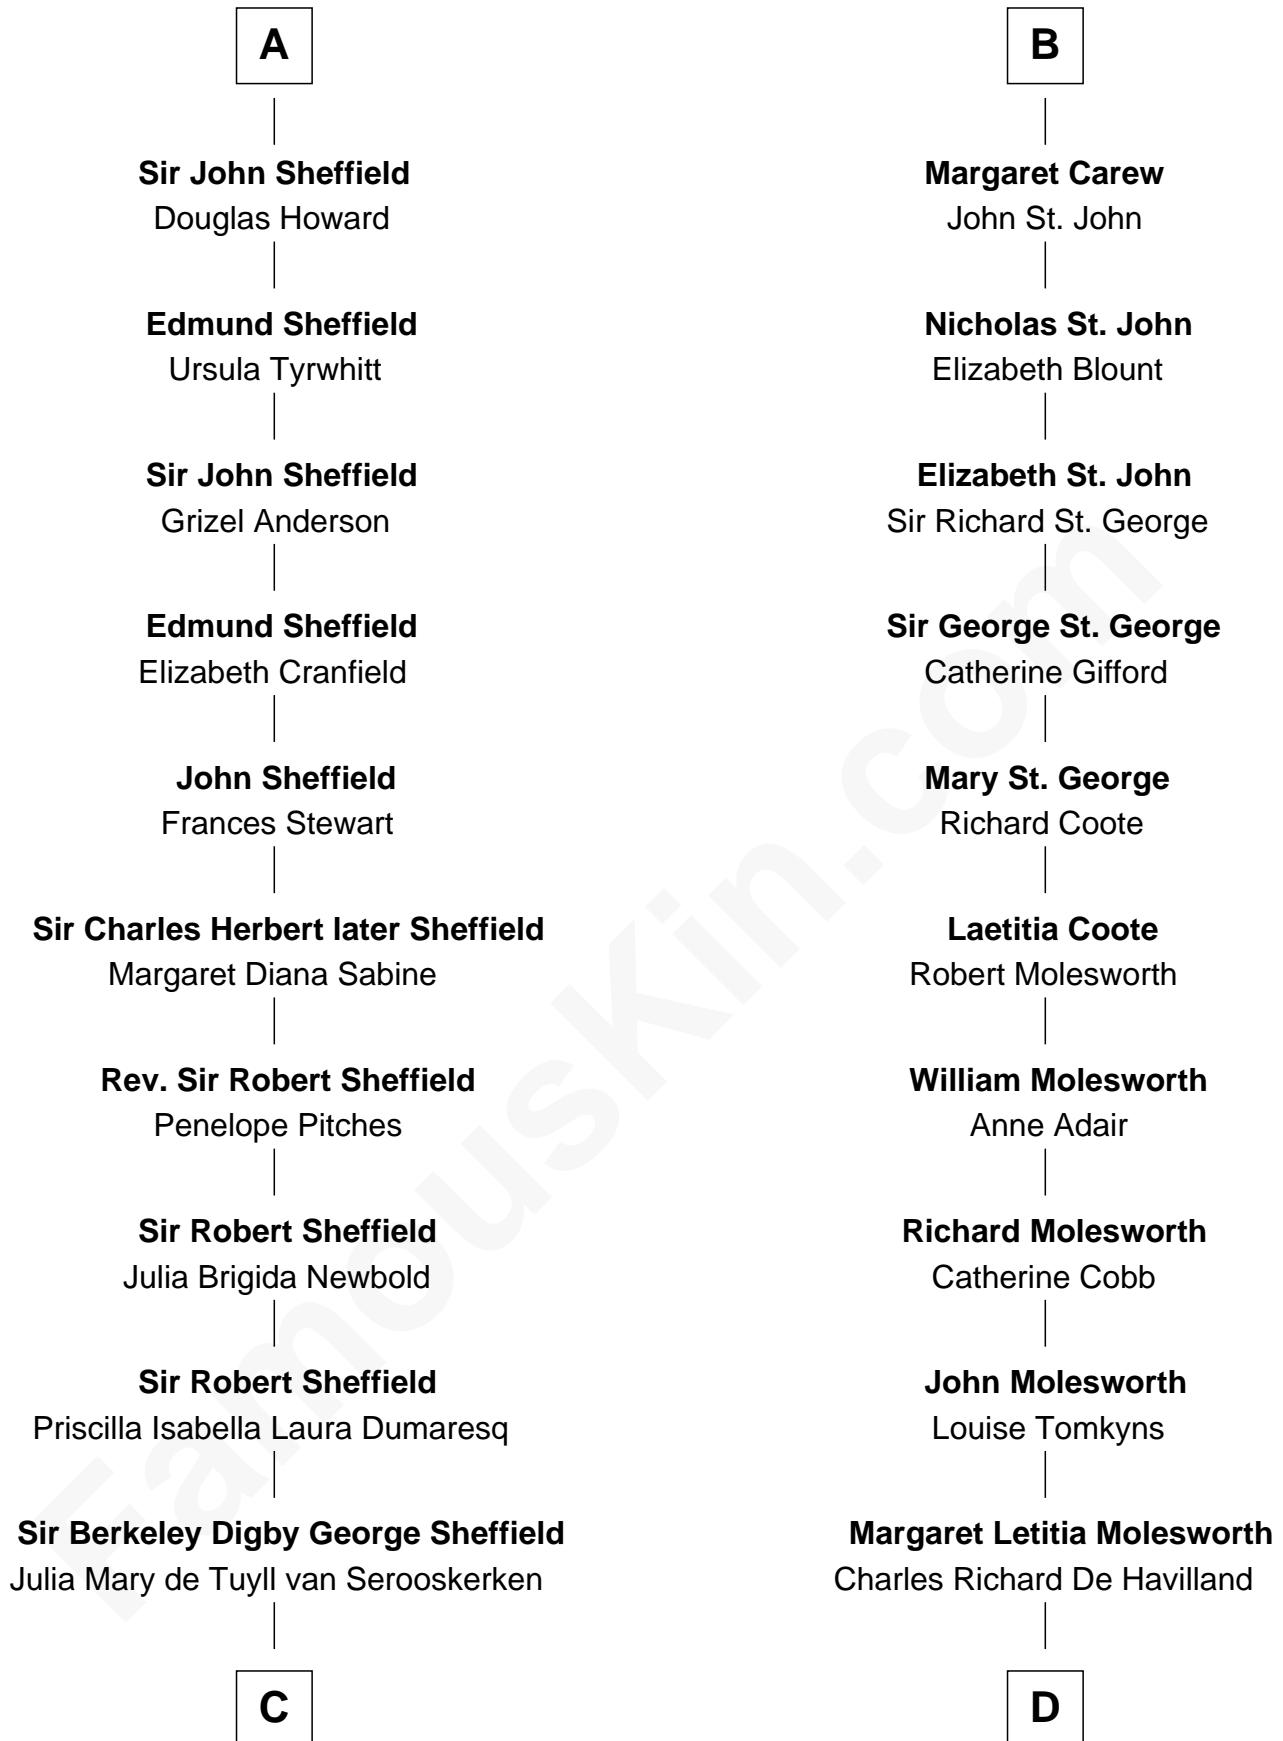 A
Sir John Sheffield
Douglas Howard
Edmund Sheffield
Ursula Tyrwhitt
Sir John Sheffield
Grizel Anderson
Edmund Sheffield
Elizabeth Cranfield
John Sheffield
Frances Stewart
Sir Charles Herbert later Sheffield
Margaret Diana Sabine
Rev. Sir Robert Sheffield
Penelope Pitches
Sir Robert Sheffield
Julia Brigida Newbold
Sir Robert Sheffield
Priscilla Isabella Laura Dumaresq
Sir Berkeley Digby George Sheffield
Julia Mary de Tuyll van Serooskerken
C
B
Margaret Carew
John St. John
Nicholas St. John
Elizabeth Blount
Elizabeth St. John
Sir Richard St. George
Sir George St. George
Catherine Gifford
Mary St. George
Richard Coote
Laetitia Coote
Robert Molesworth
William Molesworth
Anne Adair
Richard Molesworth
Catherine Cobb
John Molesworth
Louise Tomkyns
Margaret Letitia Molesworth
Charles Richard De Havilland
D
FamousKin.com